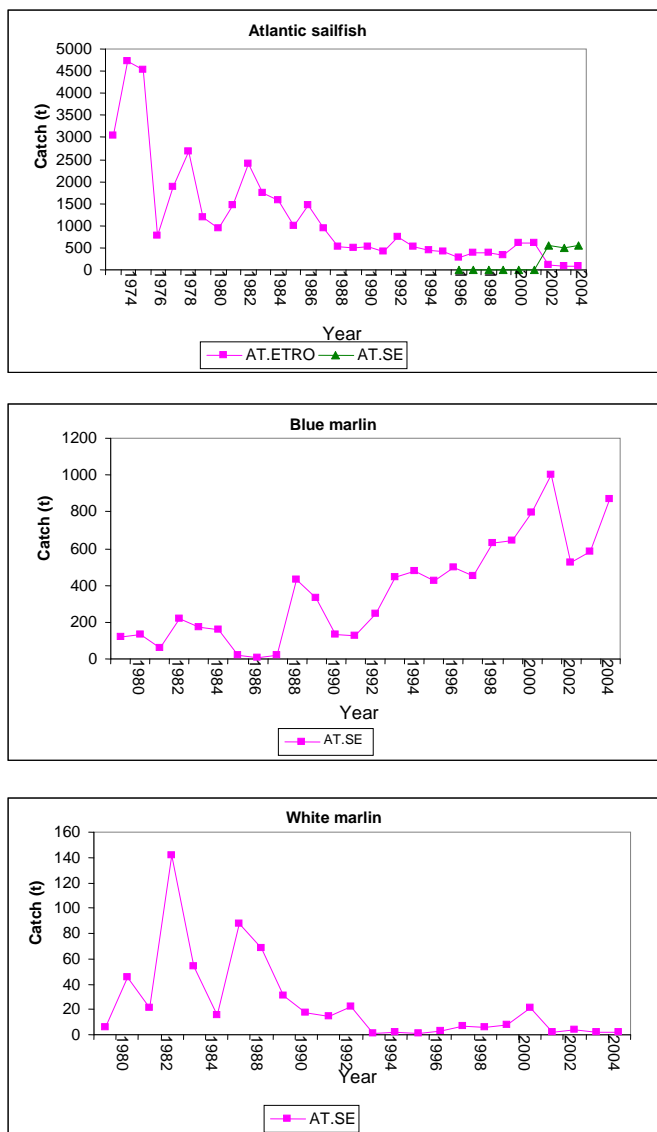 Atlantic sailfish
Catch (t)
5000
4500
4000
3500
3000
2500
2000
1500
1000
500
0
1974 1976 1978 1980 1982 1984 1986 1988 1990 1992 1994 1996 1998 2000 2002 2004
Year
AT.ETRO AT.SE
Blue marlin
Catch (t)
1200
1000
800
600
400
200
0
1980 1982 1984 1986 1988 1990 1992 1994 1996 1998 2000 2002 2004
Year
AT.SE
White marlin
Catch (t)
160
140
120
100
80
60
40
20
0
1980 1982 1984 1986 1988 1990 1992 1994 1996 1998 2000 2002 2004
Year
AT.SE